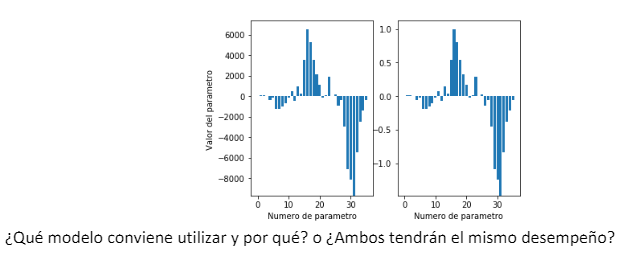 6000
4000
2000
0
−2000
−4000
−6000
−8000
Valor del parametro
0 10 20 30
Numero de parametro
1.0
0.5
0.0
−0.5
−1.0
0 10 20 30
Numero de parametro
¿Qué modelo conviene utilizar y por qué? o ¿Ambos tendrán el mismo desempeño?